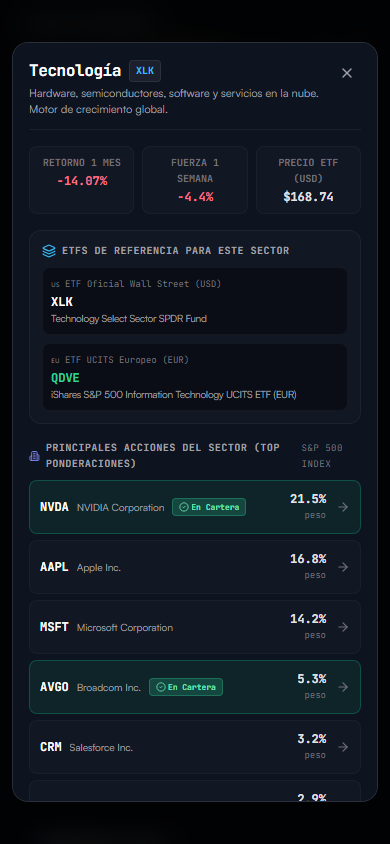 Tecnología XLK
Hardware, semiconductores, software y servicios en la nube.
Motor de crecimiento global.
RETORNO 1 MES
-14.07%
FUERZA 1
SEMANA
-4.4%
PRECIO ETF
(USD)
$168.74
ETFS DE REFERENCIA PARA ESTE SECTOR
US ETF Oficial Wall Street (USD)
XLK
Technology Select Sector SPDR Fund
EU ETF UCITS Europeo (EUR)
QDVE
iShares S&P 500 Information Technology UCITS ETF (EUR)
PRINCIPALES ACCIONES DEL SECTOR (TOP
PONDERACIONES)
S&P 500
INDEX
NVDA NVIDIA Corporation En Cartera
21.5%
peso
AAPL Apple Inc.
16.8%
peso
MSFT Microsoft Corporation
14.2%
peso
AVGO Broadcom Inc. En Cartera
5.3%
peso
CRM Salesforce Inc.
3.2%
peso
2.9%